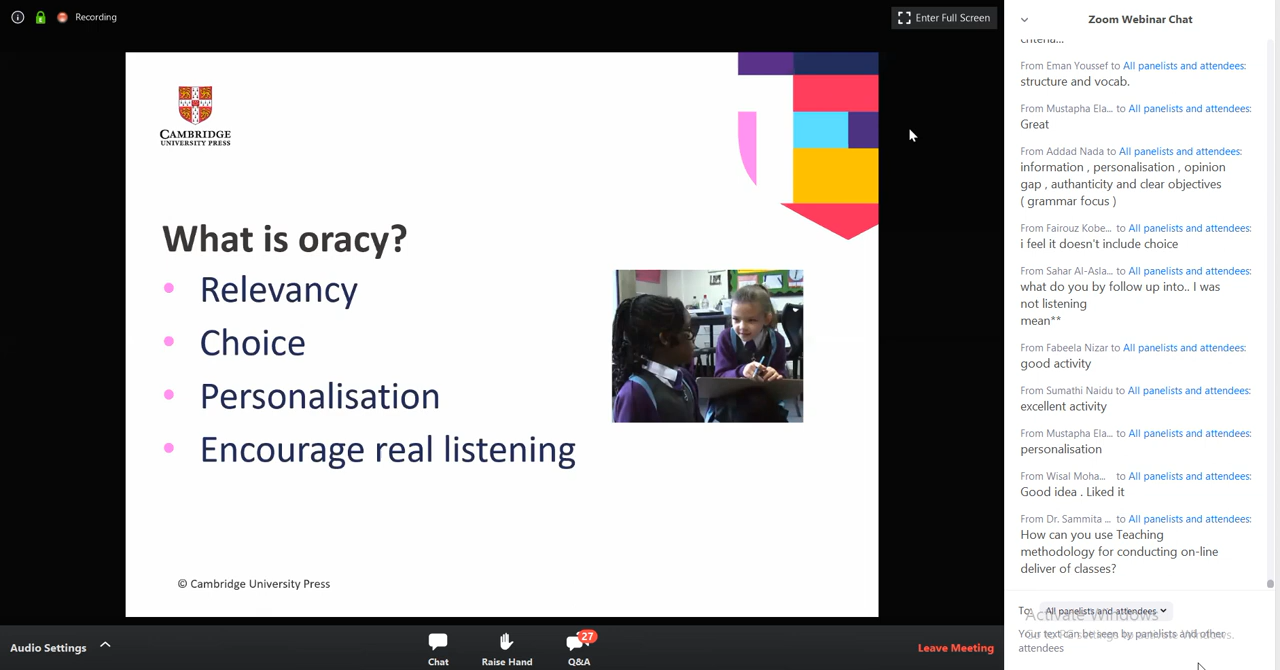 Recording
Enter Full Screen
CAMBRIDGE
UNIVERSITY PRESS
What is oracy?
• Relevancy
• Choice
• Personalisation
• Encourage real listening
© Cambridge University Press
Audio Settings
Chat
Raise Hand
27
Q&A
Leave Meeting
Zoom Webinar Chat
criteria...
From Eman Youssef to All panelists and attendees:
structure and vocab.
From Mustapha Ela... to All panelists and attendees:
Great
From Addad Nada to All panelists and attendees:
information , personalisation , opinion
gap , authanticity and clear objectives
( grammar focus )
From Fairouz Kobe... to All panelists and attendees:
i feel it doesn't include choice
From Sahar Al-Asla... to All panelists and attendees:
what do you by follow up into.. I was
not listening
mean**
From Fabeela Nizar to All panelists and attendees:
good activity
From Sumathi Naidu to All panelists and attendees:
excellent activity
From Mustapha Ela... to All panelists and attendees:
personalisation
From Wisal Moha... to All panelists and attendees:
Good idea . Liked it
From Dr. Sammita ... to All panelists and attendees:
How can you use Teaching
methodology for conducting on-line
deliver of classes?
To: All panelists and attendees
Activate Windows
Your text can be seen by panelists and other
attendees